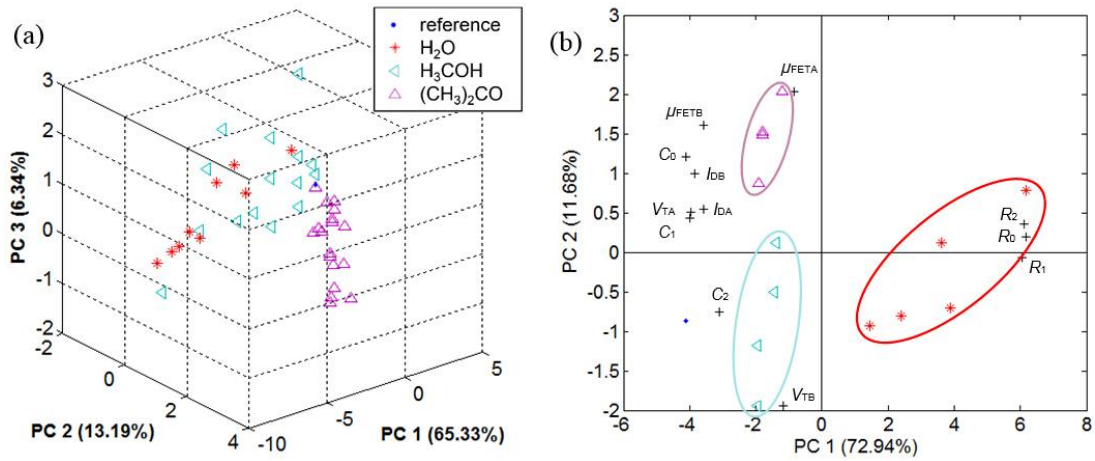 (a)
reference
H₂O
H₃COH
(CH₃)₂CO
3
2
1
0
-1
-2
PC 3 (6.34%)
-2
0
2
4
PC 2 (13.19%)
-10
-5
0
5
PC 1 (65.33%)
(b)
3
2.5
2
1.5
1
0.5
0
-0.5
-1
-1.5
-2
PC 2 (11.68%)
μFETA
μFETB
C₀
IDB
VTA
IDA
C₁
R₂
R₀
R₁
C₂
VTB
-6
-4
-2
0
2
4
6
8
PC 1 (72.94%)